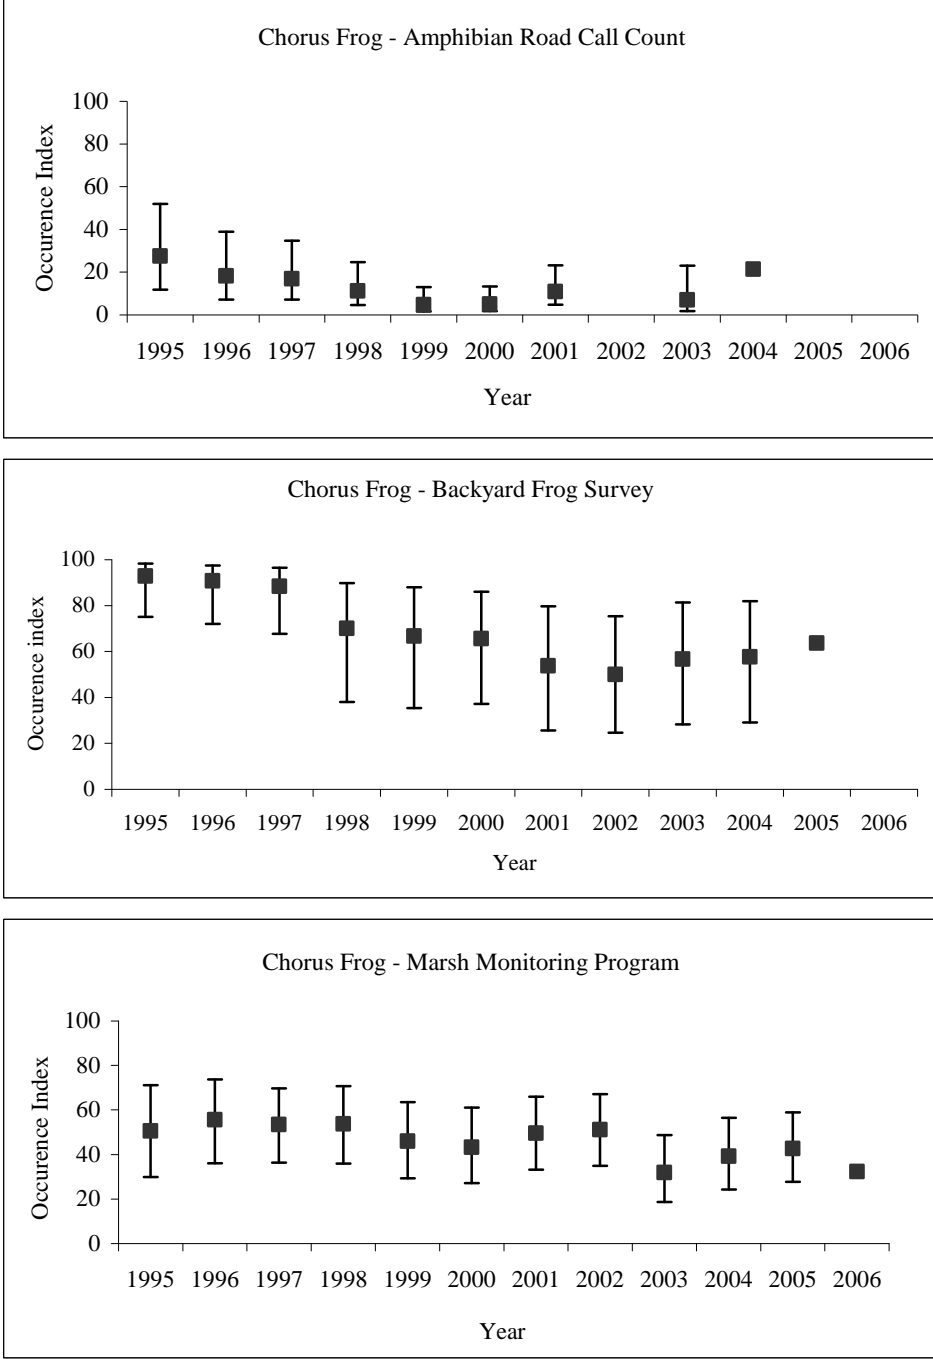 Chorus Frog - Amphibian Road Call Count
Occurence Index
100
80
60
40
20
0
1995 1996 1997 1998 1999 2000 2001 2002 2003 2004 2005 2006
Year
Chorus Frog - Backyard Frog Survey
Occurence index
100
80
60
40
20
0
1995 1996 1997 1998 1999 2000 2001 2002 2003 2004 2005 2006
Year
Chorus Frog - Marsh Monitoring Program
Occurence Index
100
80
60
40
20
0
1995 1996 1997 1998 1999 2000 2001 2002 2003 2004 2005 2006
Year